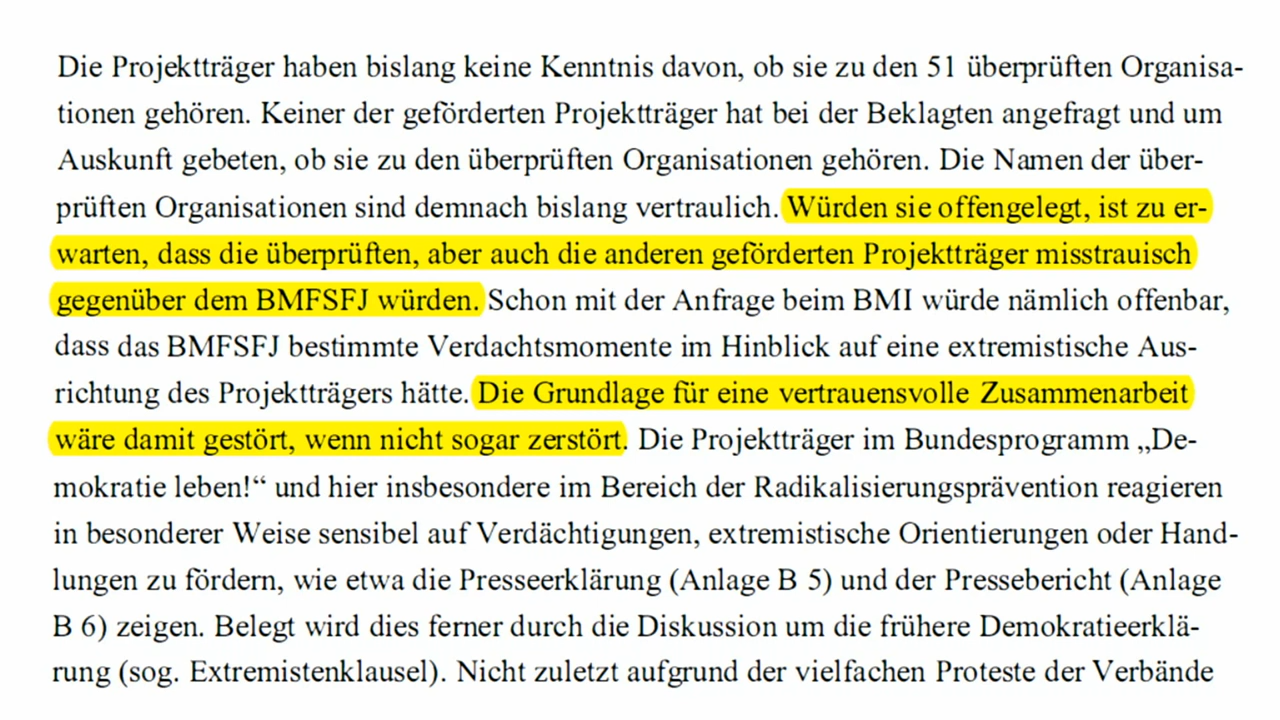 Die Projektträger haben bislang keine Kenntnis davon, ob sie zu den 51 überprüften Organisa-
tionen gehören. Keiner der geförderten Projektträger hat bei der Beklagten angefragt und um
Auskunft gebeten, ob sie zu den überprüften Organisationen gehören. Die Namen der über-
prüften Organisationen sind demnach bislang vertraulich. Würden sie offengelegt, ist zu er-
warten, dass die überprüften, aber auch die anderen geförderten Projektträger misstrauisch
gegenüber dem BMFSFJ würden. Schon mit der Anfrage beim BMI würde nämlich offenbar,
dass das BMFSFJ bestimmte Verdachtsmomente im Hinblick auf eine extremistische Aus-
richtung des Projektträgers hätte. Die Grundlage für eine vertrauensvolle Zusammenarbeit
wäre damit gestört, wenn nicht sogar zerstört. Die Projektträger im Bundesprogramm „De-
mokratie leben!“ und hier insbesondere im Bereich der Radikalisierungsprävention reagieren
in besonderer Weise sensibel auf Verdächtigungen, extremistische Orientierungen oder Hand-
lungen zu fördern, wie etwa die Presseerklärung (Anlage B 5) und der Pressebericht (Anlage
B 6) zeigen. Belegt wird dies ferner durch die Diskussion um die frühere Demokratieerklä-
rung (sog. Extremistenklausel). Nicht zuletzt aufgrund der vielfachen Proteste der Verbände